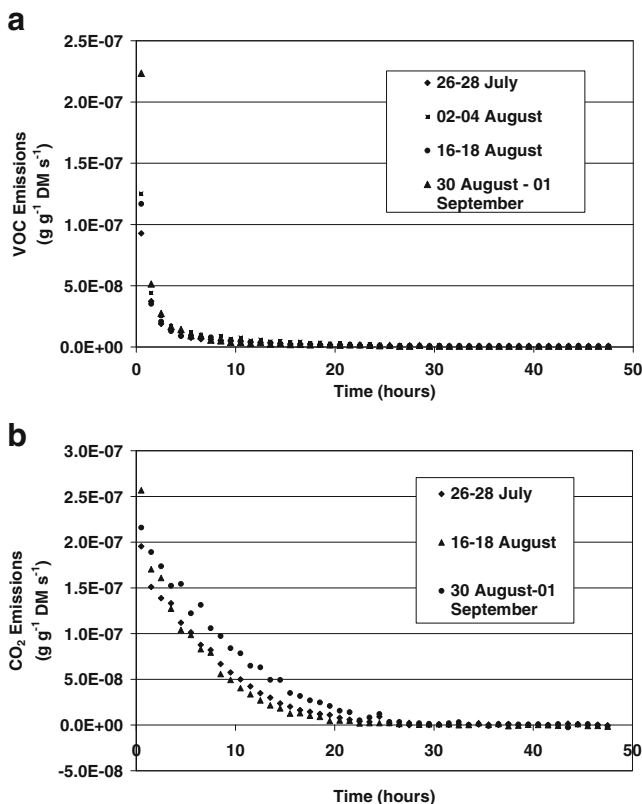 a
2.5E-07
2.0E-07
1.5E-07
1.0E-07
5.0E-08
0.0E+00
VOC Emissions
(g g⁻¹ DM s⁻¹)
26-28 July
02-04 August
16-18 August
30 August - 01
September
0
10
20
30
40
50
Time (hours)
b
3.0E-07
2.5E-07
2.0E-07
1.5E-07
1.0E-07
5.0E-08
0.0E+00
-5.0E-08
CO₂ Emissions
(g g⁻¹ DM s⁻¹)
26-28 July
16-18 August
30 August-01
September
0
10
20
30
40
50
Time (hours)